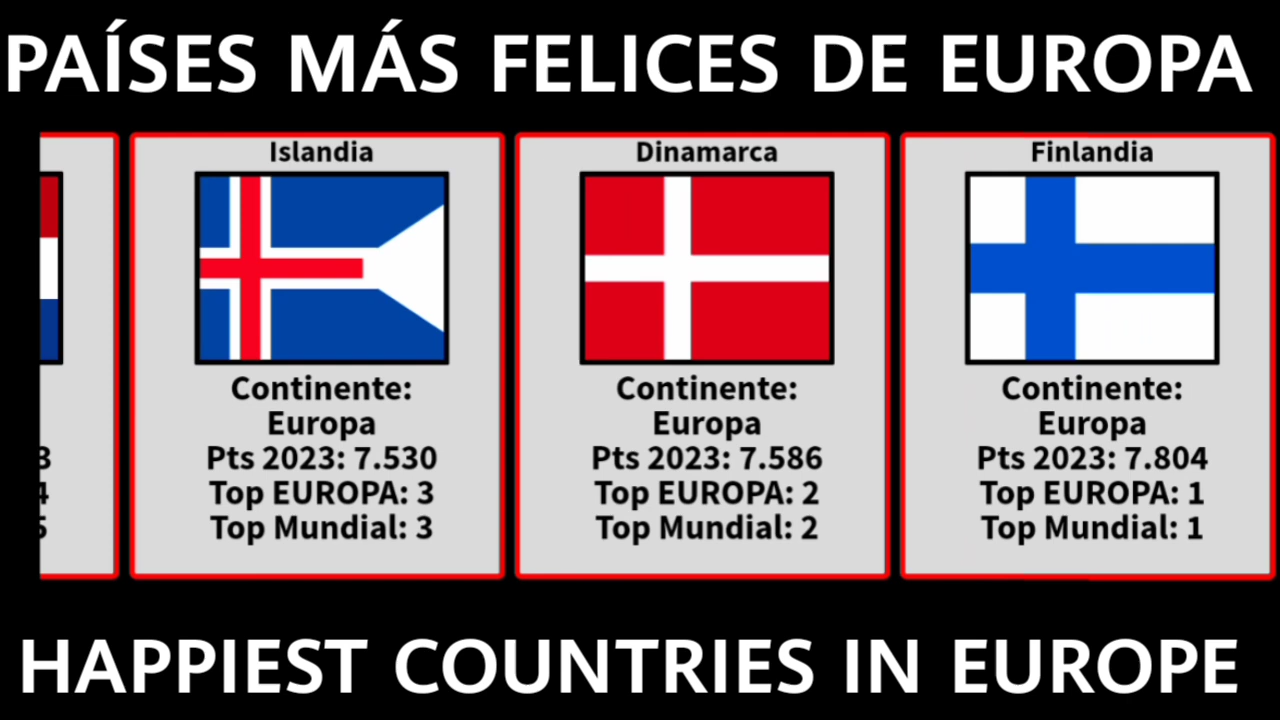 PAÍSES MÁS FELICES DE EUROPA
Islandia
Continente:
Europa
Pts 2023: 7.530
Top EUROPA: 3
Top Mundial: 3
Dinamarca
Continente:
Europa
Pts 2023: 7.586
Top EUROPA: 2
Top Mundial: 2
Finlandia
Continente:
Europa
Pts 2023: 7.804
Top EUROPA: 1
Top Mundial: 1
HAPPIEST COUNTRIES IN EUROPE